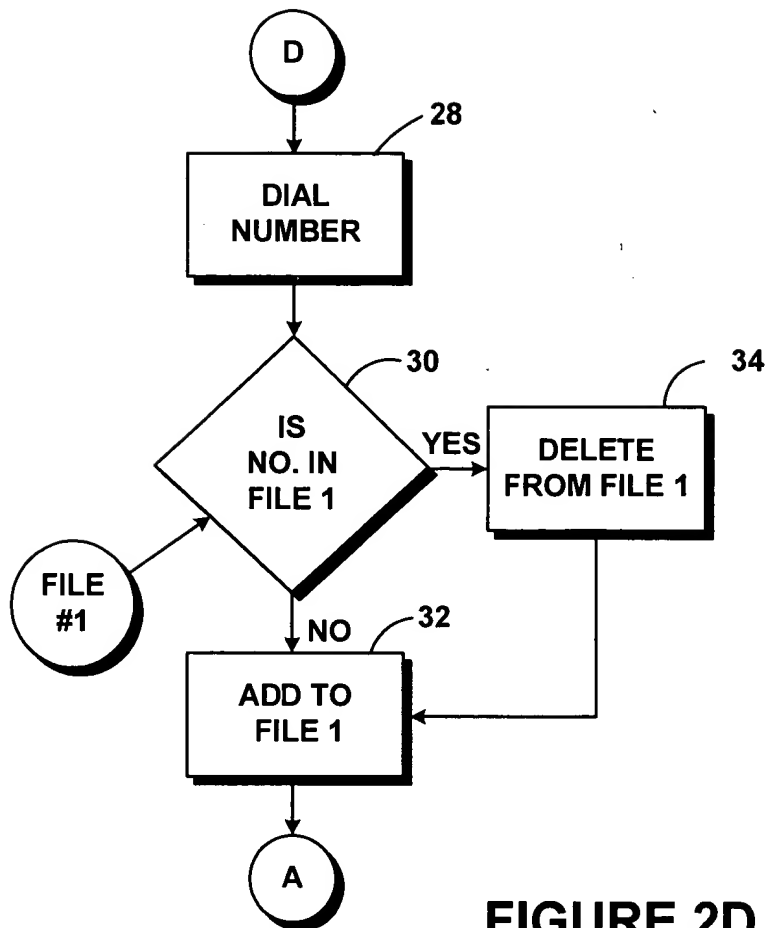 D
28
DIAL
NUMBER
30
IS
NO. IN
FILE 1
YES
34
DELETE
FROM FILE 1
FILE
#1
NO
32
ADD TO
FILE 1
A
FIGURE 2D